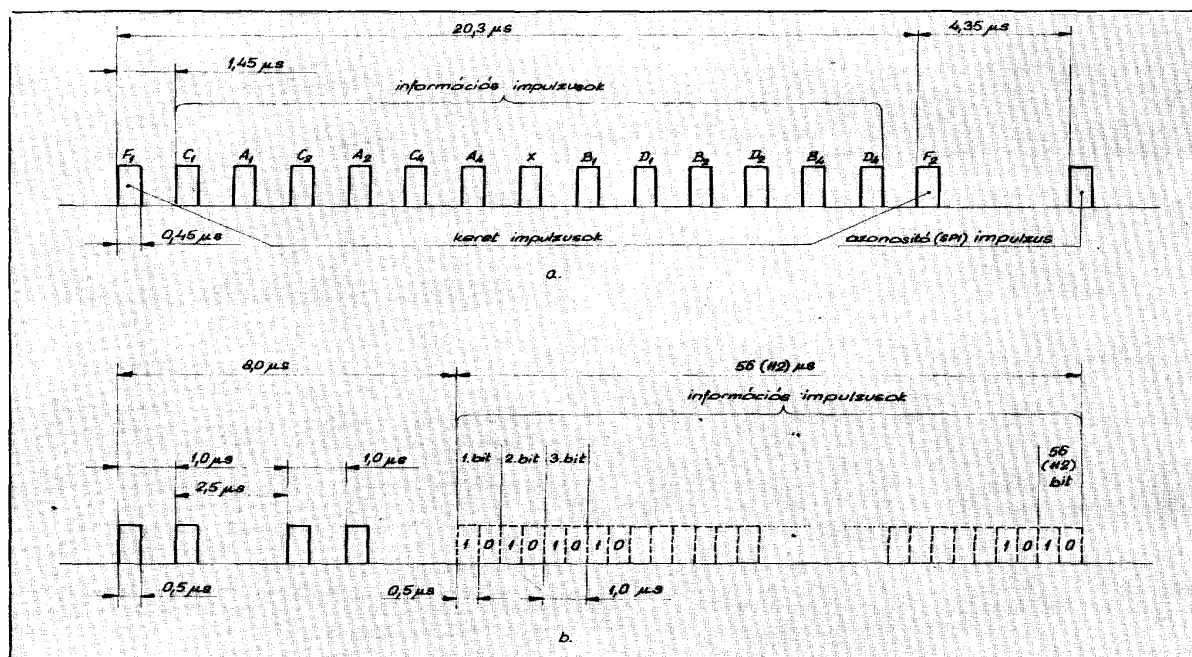 20,3 µs 4,35 µs
1,45 µs
információs impulzusok
F1 C1 A1 C2 A2 C4 A4 X B1 D1 B2 D2 B4 D4 F2
0,45 µs keret impulzusok azonosító (SPI) impulzus
a.
8,0 µs 56 (112) µs
információs impulzusok
1,0 µs 1,0 µs 1.bit 2.bit 3.bit 56
(112)
bit
2,5 µs
1 0 1 0 1 0 1 0 1 0 1 0
0,5 µs 0,5 µs 1,0 µs
b.